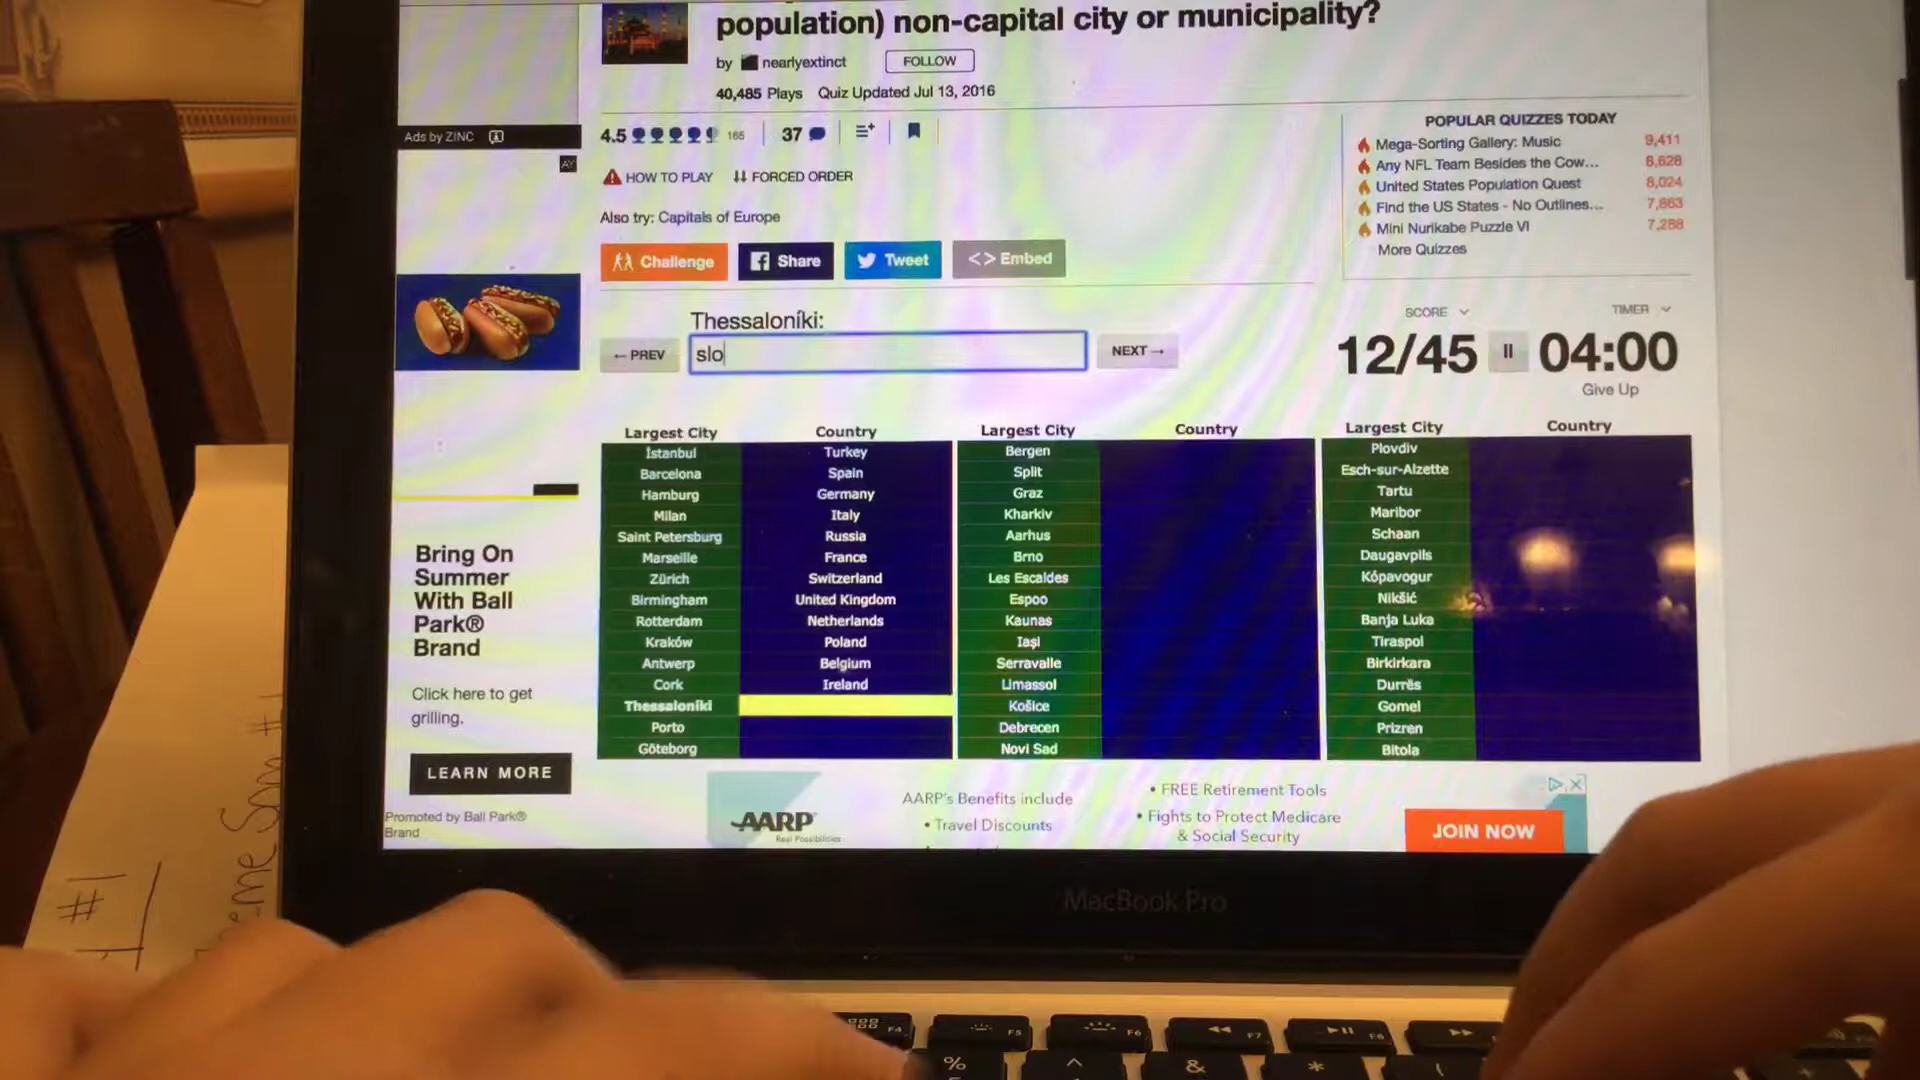 population) non-capital city or municipality?
by nearlyextinct
FOLLOW
40,485 Plays Quiz Updated Jul 13, 2016
Ads by ZINC
4.5 165 37
HOW TO PLAY FORCED ORDER
Also try: Capitals of Europe
Challenge
Share
Tweet
<> Embed
POPULAR QUIZZES TODAY
Mega-Sorting Gallery: Music 9,411
Any NFL Team Besides the Cow... 8,628
United States Population Quest 8,024
Find the US States - No Outlines... 7,863
Mini Nurikabe Puzzle VI 7,288
More Quizzes
Thessaloníki:
← PREV
slo
NEXT →
SCORE
12/45
TIMER
04:00
Give Up
Largest City Country
Istanbul Turkey
Barcelona Spain
Hamburg Germany
Milan Italy
Saint Petersburg Russia
Marseille France
Zürich Switzerland
Birmingham United Kingdom
Rotterdam Netherlands
Kraków Poland
Antwerp Belgium
Cork Ireland
Thessaloníki
Porto
Göteborg
Largest City Country
Bergen
Split
Graz
Kharkiv
Aarhus
Brno
Les Escaldes
Espoo
Kaunas
Iași
Serravalle
Limassol
Košice
Debrecen
Novi Sad
Largest City Country
Plovdiv
Esch-sur-Alzette
Tartu
Maribor
Schaan
Daugavpils
Kópavogur
Nikšić
Banja Luka
Tiraspol
Birkirkara
Durrës
Gomel
Prizren
Bitola
Bring On
Summer
With Ball
Park®
Brand
Click here to get
grilling.
LEARN MORE
Promoted by Ball Park®
Brand
AARP
Real Possibilities
AARP's Benefits include
• Travel Discounts
• FREE Retirement Tools
• Fights to Protect Medicare
& Social Security
JOIN NOW
MacBook Pro
#1
#1
F4
F5
F6
F7
F8
%
^
&
*
(